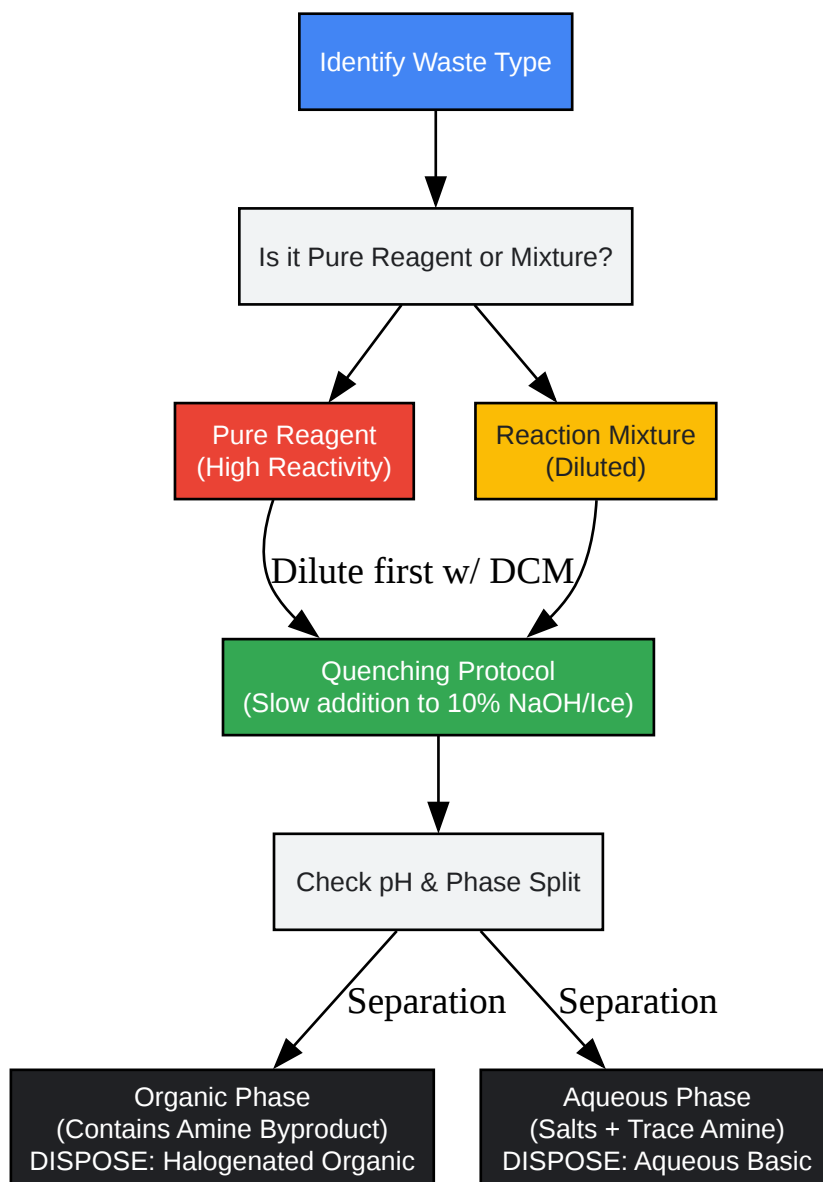 Identify Waste Type
Is it Pure Reagent or Mixture?
Pure Reagent
(High Reactivity)
Reaction Mixture
(Diluted)
Dilute first w/ DCM
Quenching Protocol
(Slow addition to 10% NaOH/Ice)
Check pH & Phase Split
Separation
Separation
Organic Phase
(Contains Amine Byproduct)
DISPOSE: Halogenated Organic
Aqueous Phase
(Salts + Trace Amine)
DISPOSE: Aqueous Basic